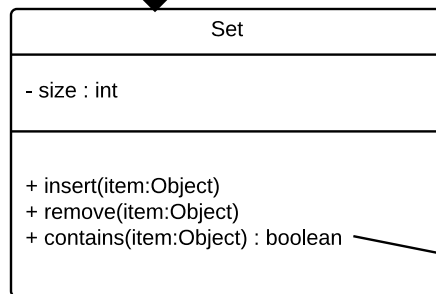 Set
- size : int
+ insert(item:Object)
+ remove(item:Object)
+ contains(item:Object) : boolean